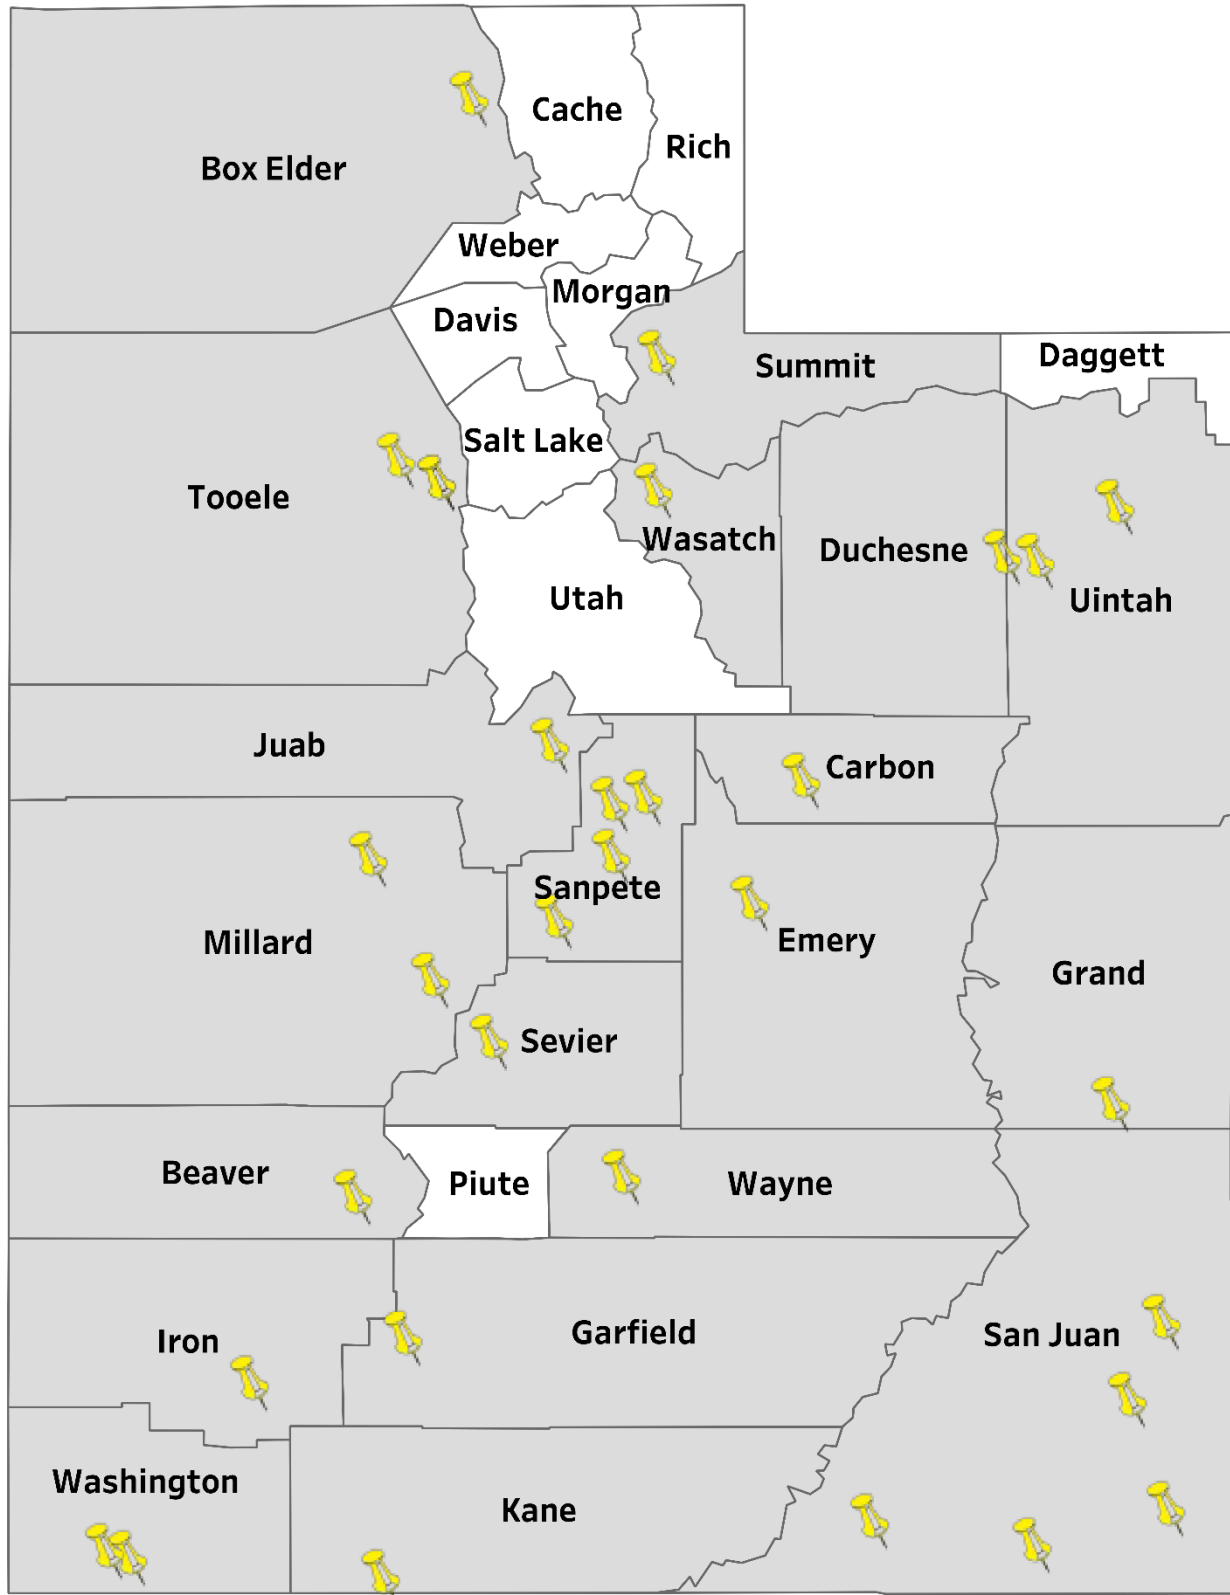 Cache
Rich
Box Elder
Weber
Morgan
Davis
Summit
Daggett
Salt Lake
Tooele
Wasatch
Duchesne
Utah
Uintah
Juab
Carbon
Sanpete
Millard
Emery
Grand
Sevier
Beaver
Piute
Wayne
Iron
Garfield
San Juan
Washington
Kane